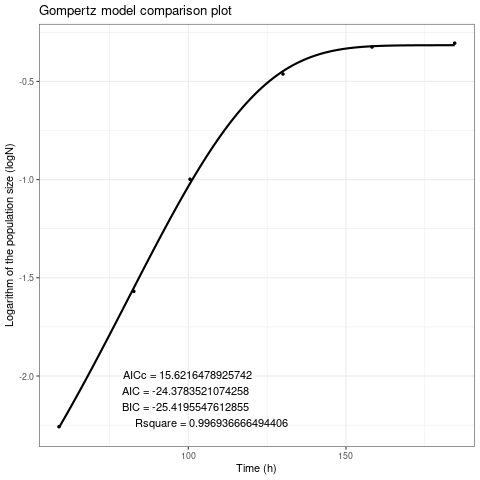 Gompertz model comparison plot
Logarithm of the population size (logN)
-0.5
-1.0
-1.5
-2.0
AICc = 15.6216478925742
AIC = -24.3783521074258
BIC = -25.4195547612855
Rsquare = 0.996936666494406
100
150
Time (h)